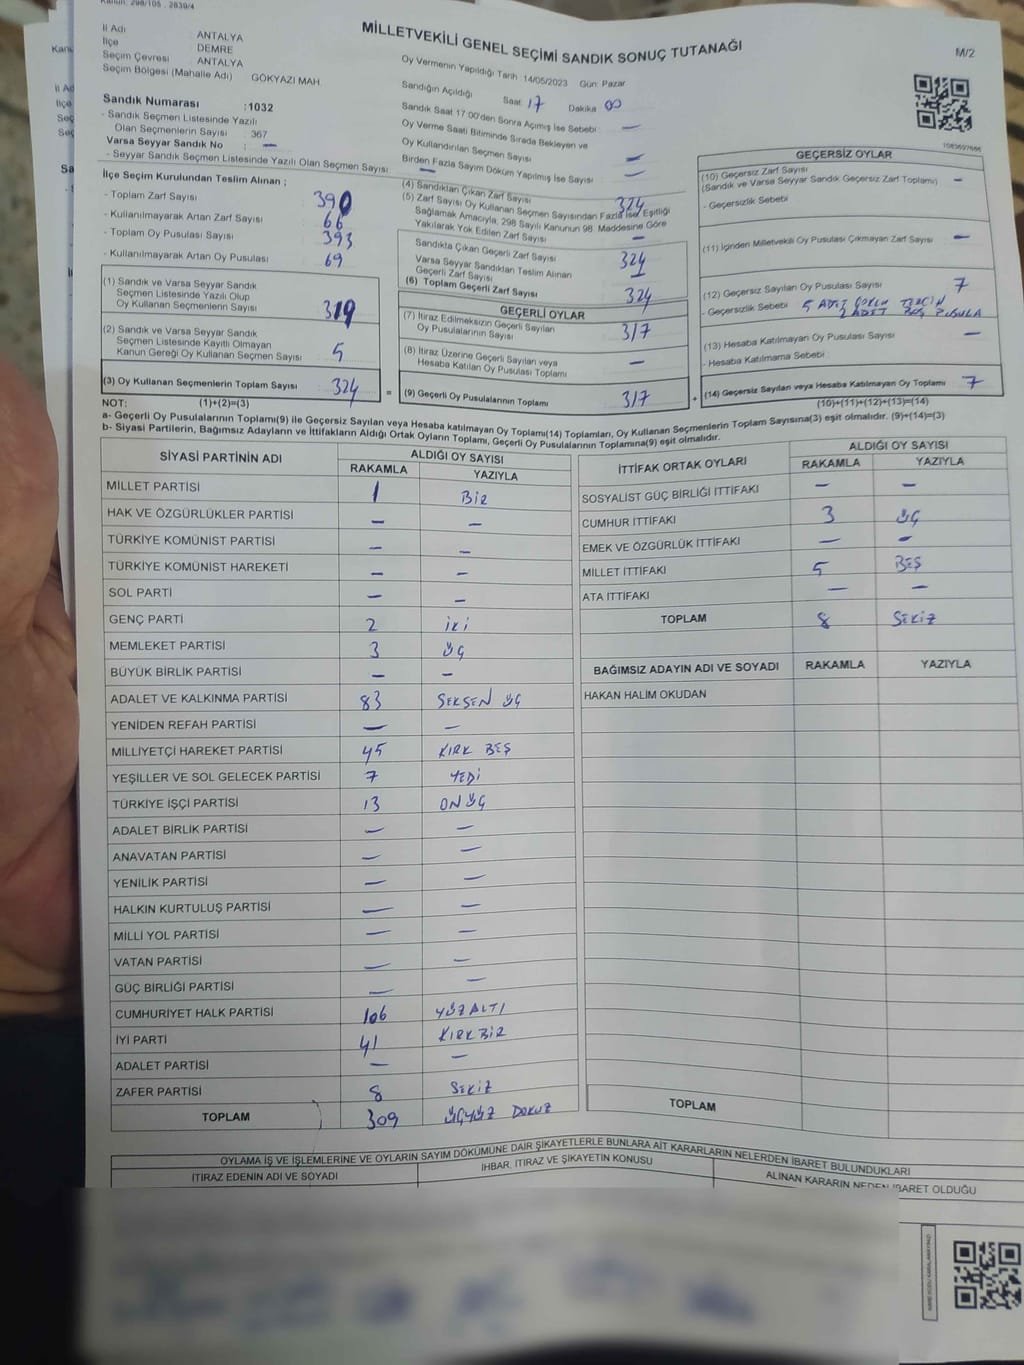 Kanun: 298/105 . 2839/4
MİLLETVEKİLİ GENEL SEÇİMİ SANDIK SONUÇ TUTANAĞI
M/2
İl Adı ANTALYA
İlçe DEMRE
Seçim Çevresi ANTALYA
Seçim Bölgesi (Mahalle Adı) GÖKYAZI MAH.
Sandık Numarası :1032
- Sandık Seçmen Listesinde Yazılı
Olan Seçmenlerin Sayısı : 367
Varsa Seyyar Sandık No : —
- Seyyar Sandık Seçmen Listesinde Yazılı Olan Seçmen Sayısı : —
Oy Vermenin Yapıldığı Tarih :14/05/2023 Gün: Pazar
Sandığın Açıldığı Saat 17 Dakika 00
Sandık Saat 17:00'den Sonra Açılmış İse Sebebi —
Oy Verme Saati Bitiminde Sırada Bekleyen ve
Oy Kullandırılan Seçmen Sayısı —
Birden Fazla Sayım Döküm Yapılmış İse Sayısı —
İlçe Seçim Kurulundan Teslim Alınan ;
- Toplam Zarf Sayısı 390
- Kullanılmayarak Artan Zarf Sayısı 66
- Toplam Oy Pusulası Sayısı 393
- Kullanılmayarak Artan Oy Pusulası 69
(1) Sandık ve Varsa Seyyar Sandık
Seçmen Listesinde Yazılı Olup
Oy Kullanan Seçmenlerin Sayısı 319
(2) Sandık ve Varsa Seyyar Sandık
Seçmen Listesinde Kayıtlı Olmayan
Kanun Gereği Oy Kullanan Seçmen Sayısı 5
(3) Oy Kullanan Seçmenlerin Toplam Sayısı 324
(4) Sandıktan Çıkan Zarf Sayısı 324
(5) Zarf Sayısı Oy Kullanan Seçmen Sayısından Fazla İse, Eşitliği
Sağlamak Amacıyla, 298 Sayılı Kanunun 98. Maddesine Göre
Yakılarak Yok Edilen Zarf Sayısı —
Sandıkta Çıkan Geçerli Zarf Sayısı 324
Varsa Seyyar Sandıktan Teslim Alınan
Geçerli Zarf Sayısı —
(6) Toplam Geçerli Zarf Sayısı 324
GEÇERLİ OYLAR
(7) İtiraz Edilmeksizin Geçerli Sayılan
Oy Pusulalarının Sayısı 317
(8) İtiraz Üzerine Geçerli Sayılan veya
Hesaba Katılan Oy Pusulası Toplamı —
= (9) Geçerli Oy Pusulalarının Toplamı 317
1083697686
GEÇERSİZ OYLAR
(10) Geçersiz Zarf Sayısı —
(Sandık ve Varsa Seyyar Sandık Geçersiz Zarf Toplamı)
- Geçersizlik Sebebi
(11) İçinden Milletvekili Oy Pusulası Çıkmayan Zarf Sayısı —
(12) Geçersiz Sayılan Oy Pusulası Sayısı 7
- Geçersizlik Sebebi 5 ADET ÇOKLU TERCİH
2 ADET BOŞ PUSULA
(13) Hesaba Katılmayan Oy Pusulası Sayısı —
- Hesaba Katılmama Sebebi
+ (14) Geçersiz Sayılan veya Hesaba Katılmayan Oy Toplamı 7
NOT: (1)+(2)=(3)
(10)+(11)+(12)+(13)=(14)
a- Geçerli Oy Pusulalarının Toplamı(9) ile Geçersiz Sayılan veya Hesaba katılmayan Oy Toplamı(14) Toplamları, Oy Kullanan Seçmenlerin Toplam Sayısına(3) eşit olmalıdır. (9)+(14)=(3)
b- Siyasi Partilerin, Bağımsız Adayların ve İttifakların Aldığı Ortak Oyların Toplamı, Geçerli Oy Pusulalarının Toplamına(9) eşit olmalıdır.
SİYASİ PARTİNİN ADI ALDIĞI OY SAYISI
RAKAMLA YAZIYLA
MİLLET PARTİSİ 1 BİR
HAK VE ÖZGÜRLÜKLER PARTİSİ — —
TÜRKİYE KOMÜNİST PARTİSİ — —
TÜRKİYE KOMÜNİST HAREKETİ — —
SOL PARTİ — —
GENÇ PARTİ 2 İKİ
MEMLEKET PARTİSİ 3 ÜÇ
BÜYÜK BİRLİK PARTİSİ — —
ADALET VE KALKINMA PARTİSİ 83 SEKSEN ÜÇ
YENİDEN REFAH PARTİSİ — —
MİLLİYETÇİ HAREKET PARTİSİ 45 KIRK BEŞ
YEŞİLLER VE SOL GELECEK PARTİSİ 7 YEDİ
TÜRKİYE İŞÇİ PARTİSİ 13 ON ÜÇ
ADALET BİRLİK PARTİSİ — —
ANAVATAN PARTİSİ — —
YENİLİK PARTİSİ — —
HALKIN KURTULUŞ PARTİSİ — —
MİLLİ YOL PARTİSİ — —
VATAN PARTİSİ — —
GÜÇ BİRLİĞİ PARTİSİ — —
CUMHURİYET HALK PARTİSİ 106 YÜZ ALTI
İYİ PARTİ 41 KIRK BİR
ADALET PARTİSİ — —
ZAFER PARTİSİ 8 SEKİZ
TOPLAM 309 ÜÇYÜZ DOKUZ
İTTİFAK ORTAK OYLARI ALDIĞI OY SAYISI
RAKAMLA YAZIYLA
SOSYALİST GÜÇ BİRLİĞİ İTTİFAKI — —
CUMHUR İTTİFAKI 3 ÜÇ
EMEK VE ÖZGÜRLÜK İTTİFAKI — —
MİLLET İTTİFAKI 5 BEŞ
ATA İTTİFAKI — —
TOPLAM 8 SEKİZ
BAĞIMSIZ ADAYIN ADI VE SOYADI RAKAMLA YAZIYLA
HAKAN HALİM OKUDAN
TOPLAM
OYLAMA İŞ VE İŞLEMLERİNE VE OYLARIN SAYIM DÖKÜMÜNE DAİR ŞİKAYETLERLE BUNLARA AİT KARARLARIN NELERDEN İBARET BULUNDUKLARI
İTİRAZ EDENİN ADI VE SOYADI İHBAR, İTİRAZ VE ŞİKAYETİN KONUSU ALINAN KARARIN NEDEN İBARET OLDUĞU
KARE KODU KARALAMAYINIZ!